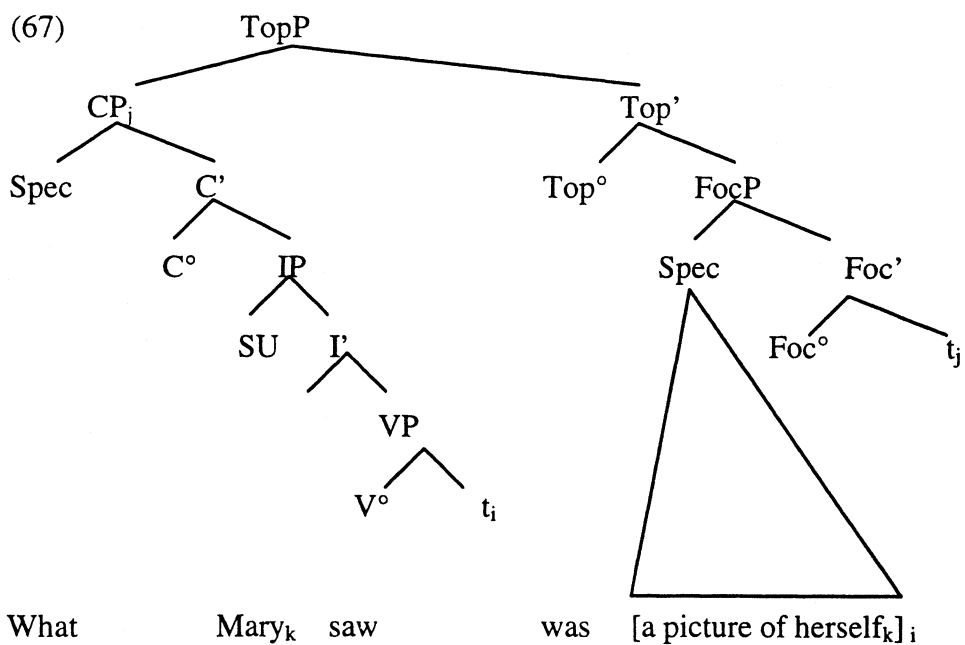 (67) TopP
CPj Top’
Spec C’ Top° FocP
C° IP Spec Foc’
SU I’ Foc° tj
VP
V° ti
What Maryk saw was [a picture of herselfk] i